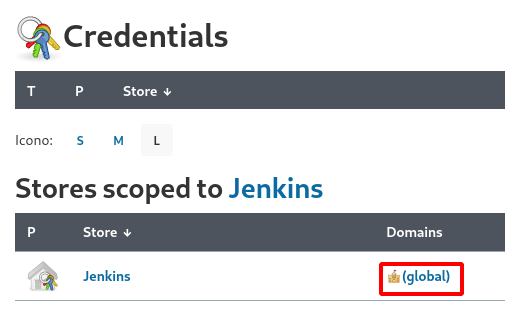 Credentials
T P Store ↓
Icono: S M L
Stores scoped to Jenkins
P Store ↓ Domains
Jenkins (global)